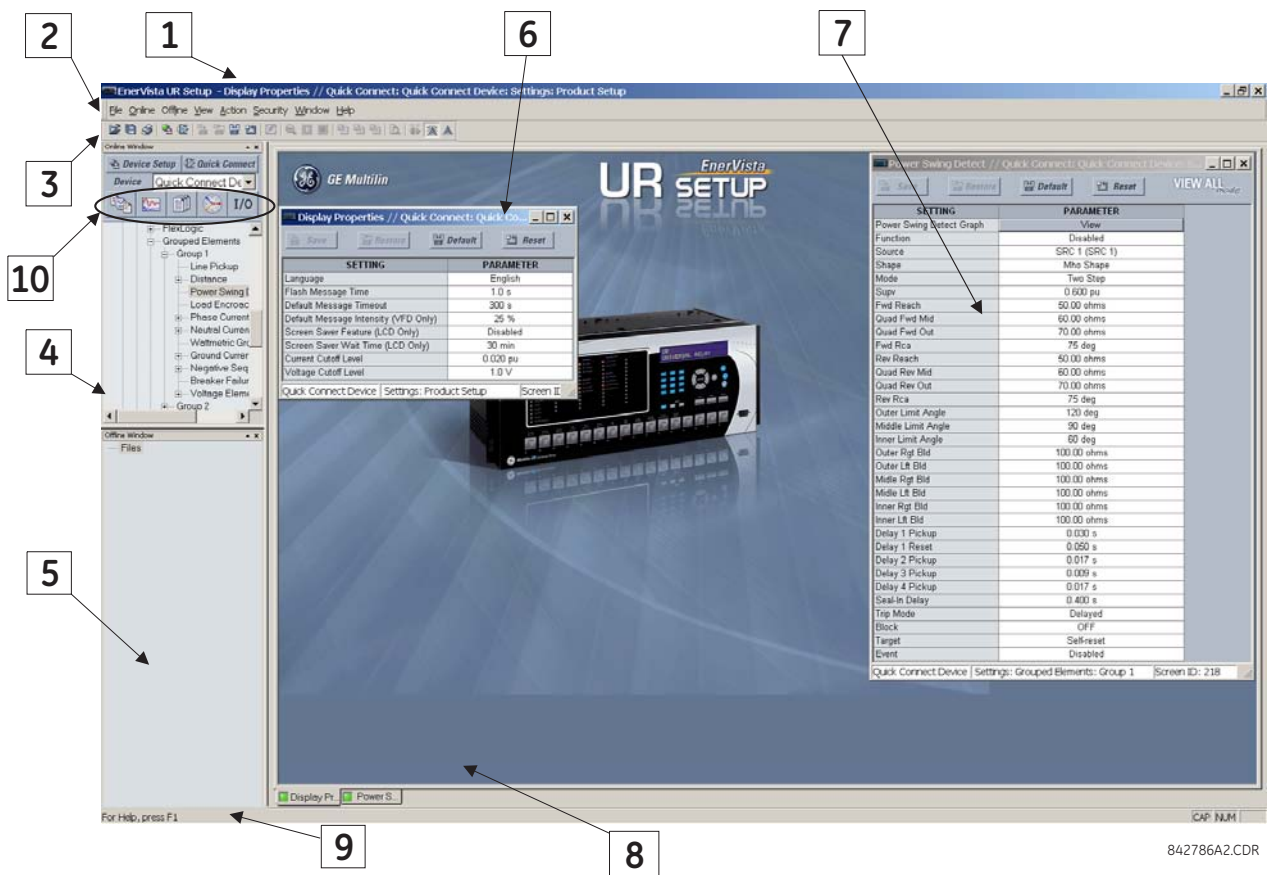 2
1
6
7
EnerVista UR Setup - Display Properties // Quick Connect: Quick Connect Device: Settings: Product Setup
File Online Offline View Action Security Window Help
3
Online Window
Device Setup Quick Connect
Device Quick Connect De
I/O
10
FlexLogic
Grouped Elements
Group 1
Line Pickup
Distance
Power Swing
Load Encroac
Phase Current
Neutral Curren
Wattmetric Gro
Ground Currer
Negative Seq
Breaker Failur
Voltage Eleme
Group 2
4
Offline Window
Files
5
GE Multilin
EnerVista
UR SETUP
Display Properties // Quick Connect: Quick Co...
Save Restore Default Reset
SETTING PARAMETER
Language English
Flash Message Time 1.0 s
Default Message Timeout 300 s
Default Message Intensity (VFD Only) 25 %
Screen Saver Feature (LCD Only) Disabled
Screen Saver Wait Time (LCD Only) 30 min
Current Cutoff Level 0.020 pu
Voltage Cutoff Level 1.0 V
Quick Connect Device Settings: Product Setup Screen ID
UNIVERSAL RELAY
Power Swing Detect // Quick Connect: Quick Connect Device: S...
Save Restore Default Reset VIEW ALL mode
SETTING PARAMETER
Power Swing Detect Graph View
Function Disabled
Source SRC 1 (SRC 1)
Shape Mho Shape
Mode Two Step
Supv 0.600 pu
Fwd Reach 50.00 ohms
Quad Fwd Mid 60.00 ohms
Quad Fwd Out 70.00 ohms
Fwd Rca 75 deg
Rev Reach 50.00 ohms
Quad Rev Mid 60.00 ohms
Quad Rev Out 70.00 ohms
Rev Rca 75 deg
Outer Limit Angle 120 deg
Middle Limit Angle 90 deg
Inner Limit Angle 60 deg
Outer Rgt Bld 100.00 ohms
Outer Lft Bld 100.00 ohms
Midle Rgt Bld 100.00 ohms
Midle Lft Bld 100.00 ohms
Inner Rgt Bld 100.00 ohms
Inner Lft Bld 100.00 ohms
Delay 1 Pickup 0.030 s
Delay 1 Reset 0.050 s
Delay 2 Pickup 0.017 s
Delay 3 Pickup 0.009 s
Delay 4 Pickup 0.017 s
Seal-In Delay 0.400 s
Trip Mode Delayed
Block OFF
Target Self-reset
Event Disabled
Quick Connect Device Settings: Grouped Elements: Group 1 Screen ID: 218
Display Pr... Power S...
For Help, press F1
CAP NUM
9
8
842786A2.CDR